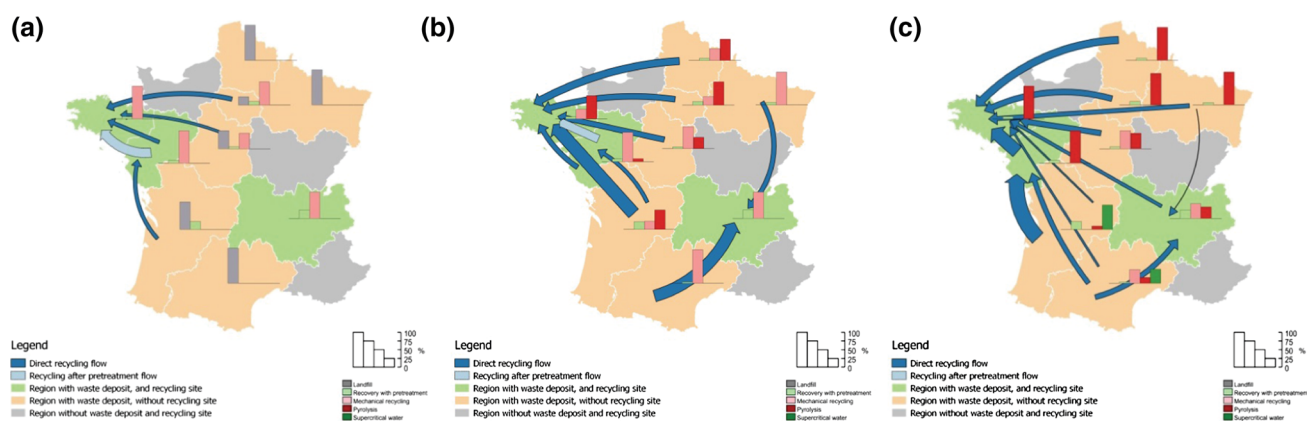 (a)
(b)
(c)
Legend
Direct recycling flow
Recycling after pretreatment flow
Region with waste deposit, and recycling site
Region with waste deposit, without recycling site
Region without waste deposit and recycling site
100
75
50
25
0
%
Landfill
Recovery with pretreatment
Mechanical recycling
Pyrolysis
Supercritical water
Legend
Direct recycling flow
Recycling after pretreatment flow
Region with waste deposit, and recycling site
Region with waste deposit, without recycling site
Region without waste deposit and recycling site
100
75
50
25
0
%
Landfill
Recovery with pretreatment
Mechanical recycling
Pyrolysis
Supercritical water
Legend
Direct recycling flow
Recycling after pretreatment flow
Region with waste deposit, and recycling site
Region with waste deposit, without recycling site
Region without waste deposit and recycling site
100
75
50
25
0
%
Landfill
Recovery with pretreatment
Mechanical recycling
Pyrolysis
Supercritical water